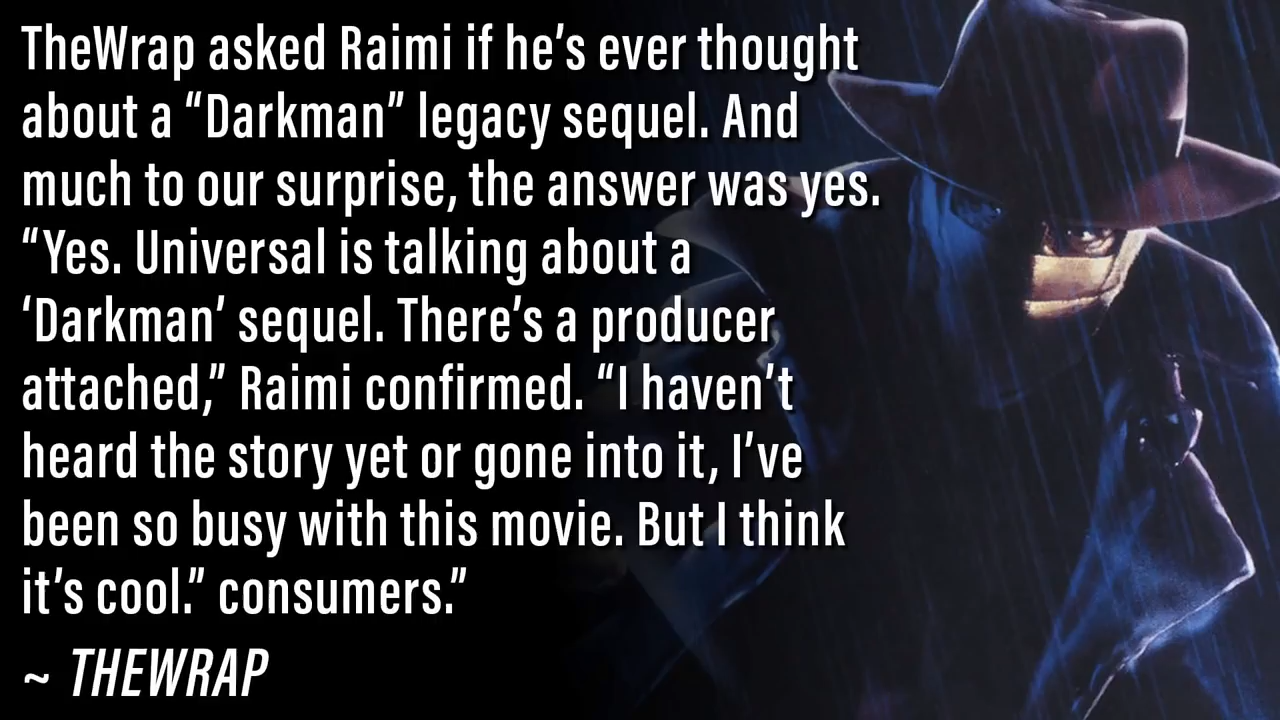 TheWrap asked Raimi if he’s ever thought
about a “Darkman” legacy sequel. And
much to our surprise, the answer was yes.
“Yes. Universal is talking about a
‘Darkman’ sequel. There’s a producer
attached,” Raimi confirmed. “I haven’t
heard the story yet or gone into it, I’ve
been so busy with this movie. But I think
it’s cool.” consumers.”
~ THEWRAP